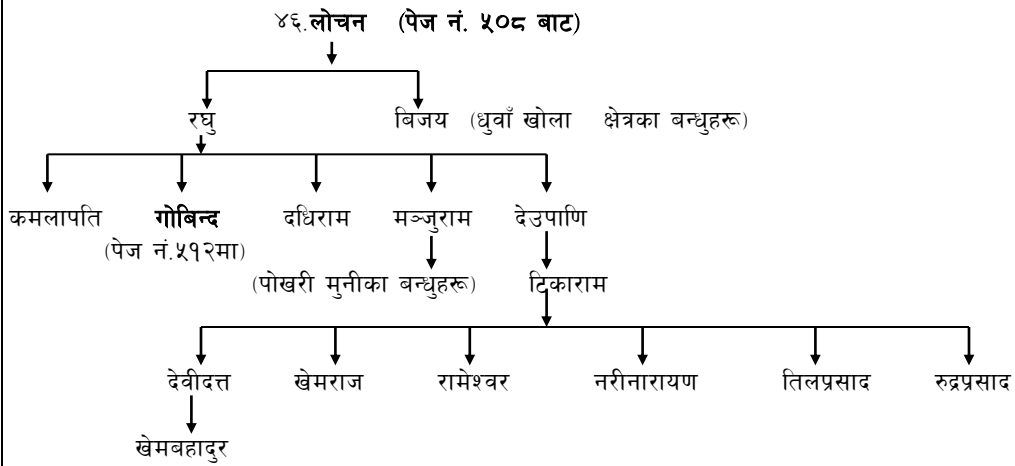 ४६.लोचन (पेज नं. ५०८ बाट)
रघु बिजय (धुवाँ खोला क्षेत्रका बन्धुहरू)
कमलापति गोबिन्द दधिराम मञ्जुराम देउपाणि
(पेज नं.५१२मा)
(पोखरी मुनीका बन्धुहरू) टिकाराम
देवीदत्त खेमराज रामेश्वर नरीनारायण तिलप्रसाद रुद्रप्रसाद
खेमबहादुर